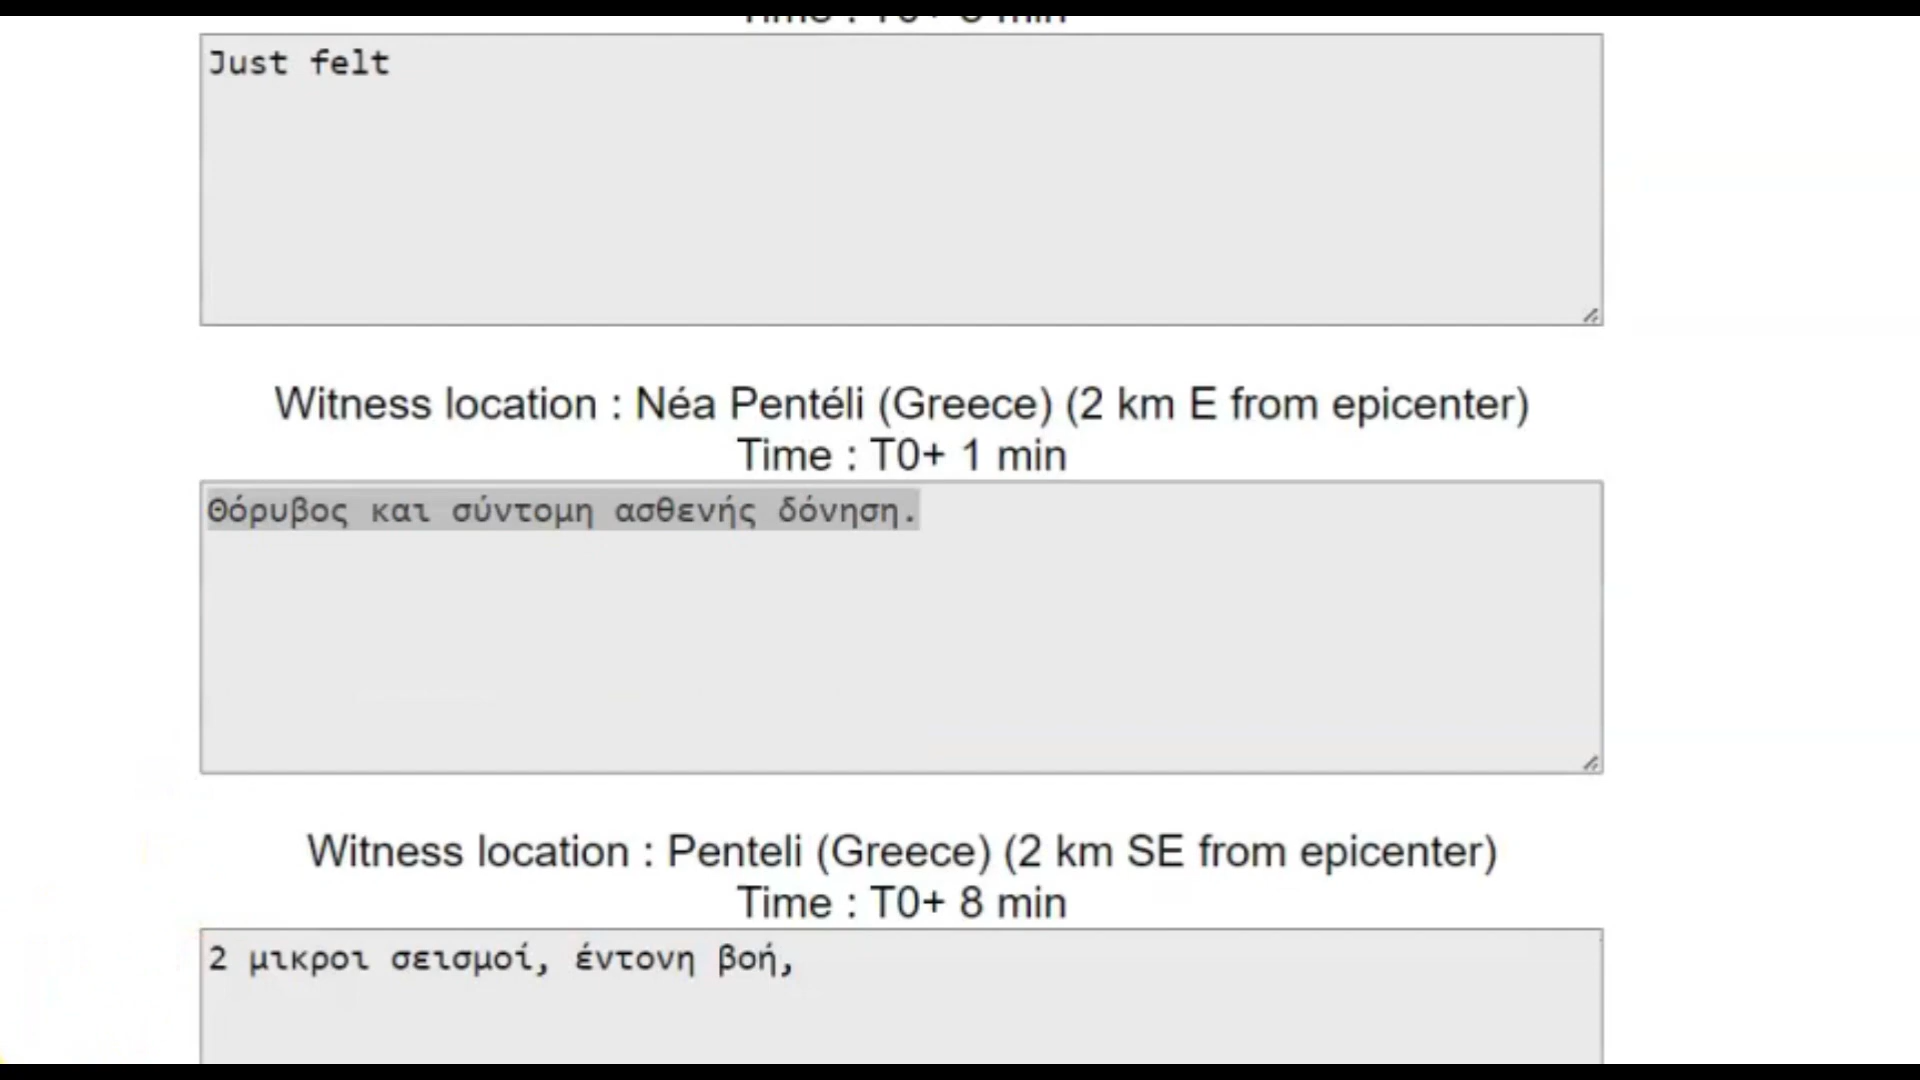 Just felt
Witness location : Néa Pentéli (Greece) (2 km E from epicenter)
Time : T0+ 1 min
Θόρυβος και σύντομη ασθενής δόνηση.
Witness location : Penteli (Greece) (2 km SE from epicenter)
Time : T0+ 8 min
2 μικροι σεισμοί, έντονη βοή,